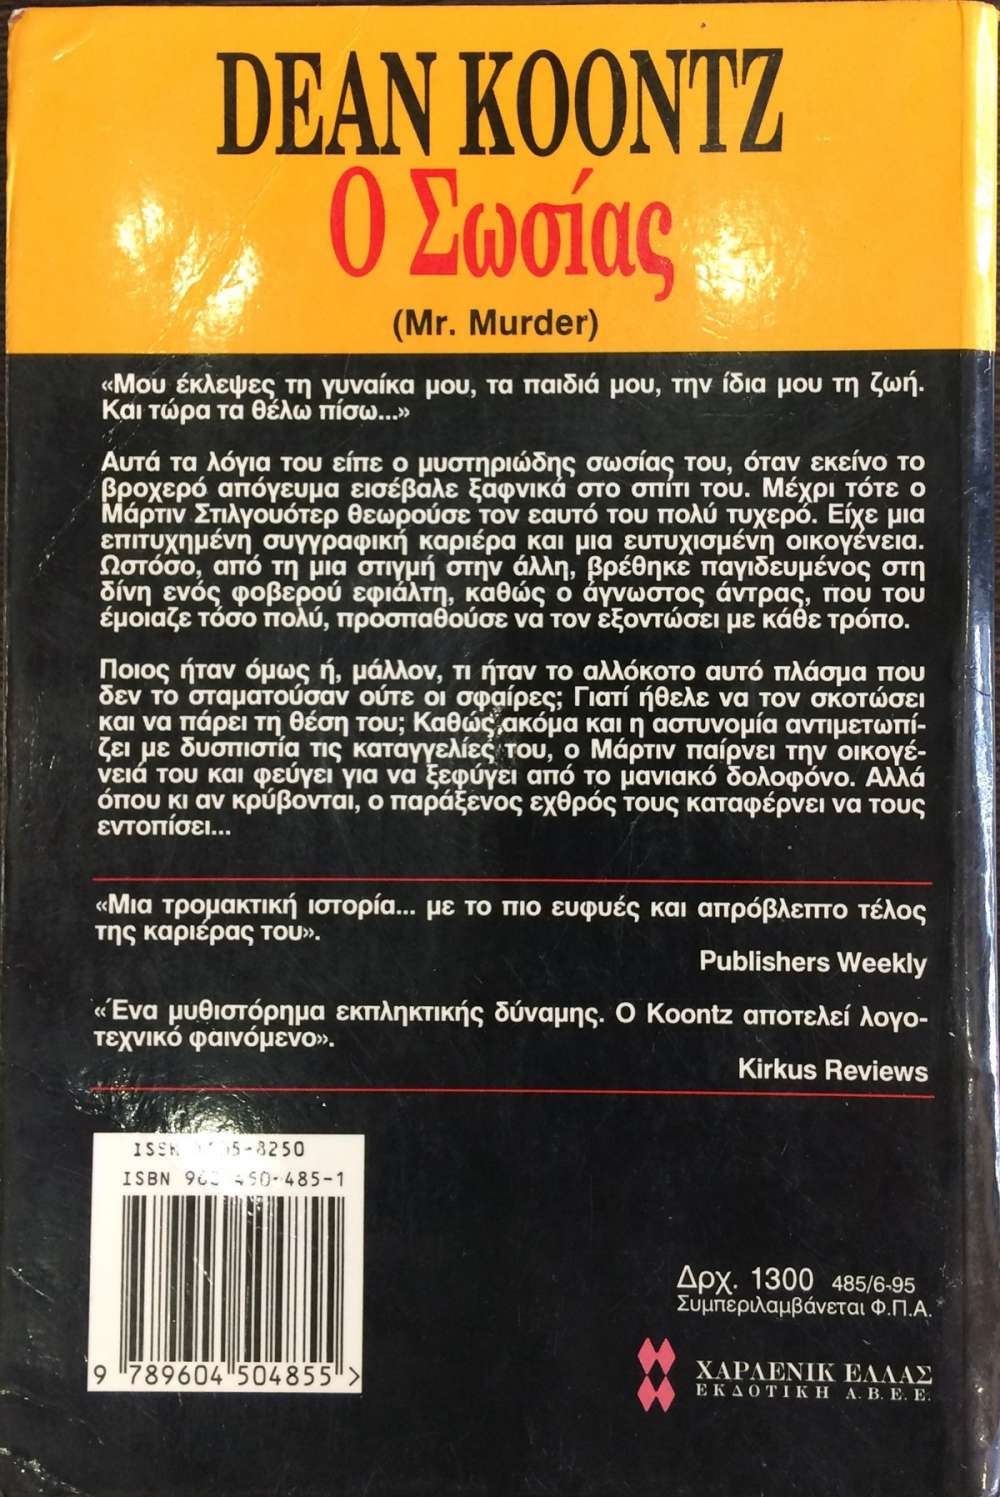 DEAN KOONTZ
Ο Σωσίας
(Mr. Murder)
«Μου έκλεψες τη γυναίκα μου, τα παιδιά μου, την ίδια μου τη ζωή.
Και τώρα τα θέλω πίσω...»
Αυτά τα λόγια του είπε ο μυστηριώδης σωσίας του, όταν εκείνο το
βροχερό απόγευμα εισέβαλε ξαφνικά στο σπίτι του. Μέχρι τότε ο
Μάρτιν Στιλγουότερ θεωρούσε τον εαυτό του πολύ τυχερό. Είχε μια
επιτυχημένη συγγραφική καριέρα και μια ευτυχισμένη οικογένεια.
Ωστόσο, από τη μια στιγμή στην άλλη, βρέθηκε παγιδευμένος στη
δίνη ενός φοβερού εφιάλτη, καθώς ο άγνωστος άντρας, που του
έμοιαζε τόσο πολύ, προσπαθούσε να τον εξοντώσει με κάθε τρόπο.
Ποιος ήταν όμως ή, μάλλον, τι ήταν το αλλόκοτο αυτό πλάσμα που
δεν το σταματούσαν ούτε οι σφαίρες; Γιατί ήθελε να τον σκοτώσει
και να πάρει τη θέση του; Καθώς ακόμα και η αστυνομία αντιμετωπί-
ζει με δυσπιστία τις καταγγελίες του, ο Μάρτιν παίρνει την οικογέ-
νειά του και φεύγει για να ξεφύγει από το μανιακό δολοφόνο. Αλλά
όπου κι αν κρύβονται, ο παράξενος εχθρός τους καταφέρνει να τους
εντοπίσει...
«Μια τρομακτική ιστορία... με το πιο ευφυές και απρόβλεπτο τέλος
της καριέρας του».
Publishers Weekly
«Ένα μυθιστόρημα εκπληκτικής δύναμης. Ο Koontz αποτελεί λογο-
τεχνικό φαινόμενο».
Kirkus Reviews
ISSN -8250
ISBN 450-485-1
9 789604 504855 >
Δρχ. 1300 485/6-95
Συμπεριλαμβάνεται Φ.Π.Α.
ΧΑΡΛΕΝΙΚ ΕΛΛΑΣ
ΕΚΔΟΤΙΚΗ Α.Β.Ε.Ε.